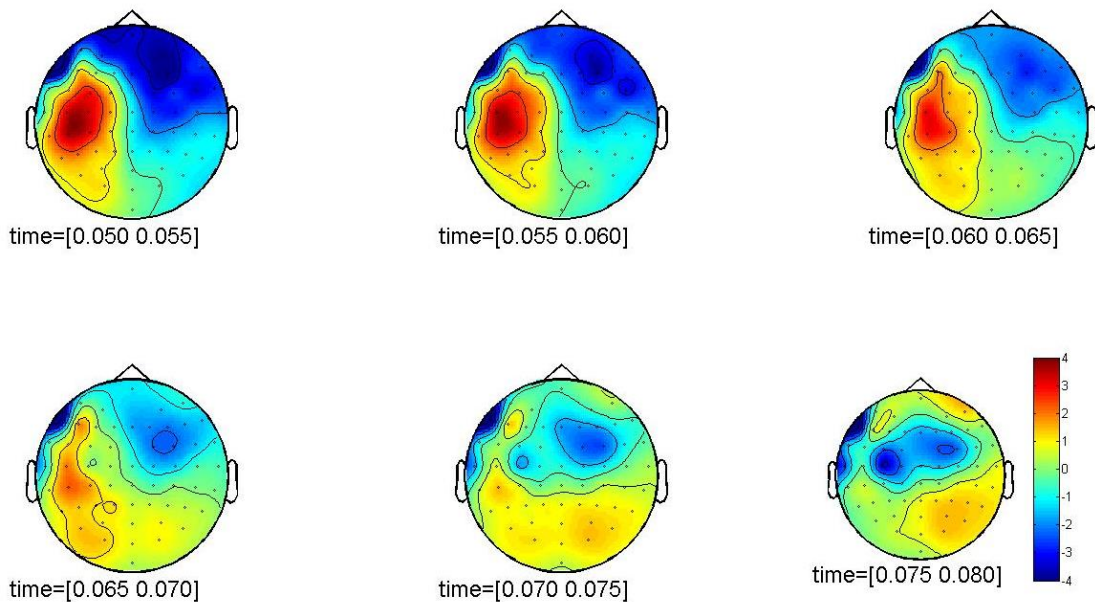 time=[0.050 0.055]
time=[0.055 0.060]
time=[0.060 0.065]
time=[0.065 0.070]
time=[0.070 0.075]
time=[0.075 0.080]
4
3
2
1
0
-1
-2
-3
-4